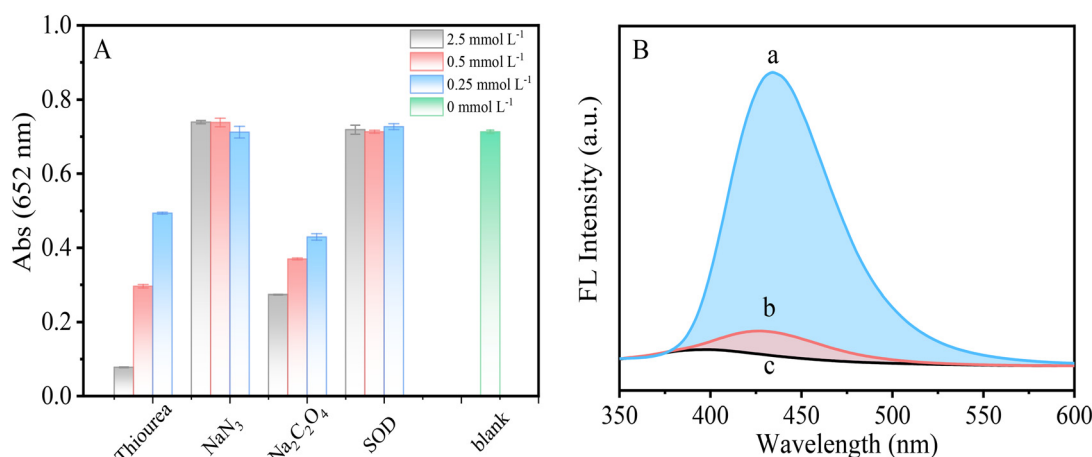 A
2.5 mmol L⁻¹
0.5 mmol L⁻¹
0.25 mmol L⁻¹
0 mmol L⁻¹
Abs (652 nm)
1.0
0.8
0.6
0.4
0.2
0.0
Thiourea
NaN₃
Na₂C₂O₄
SOD
blank
B
a
b
c
FL Intensity (a.u.)
350
400
450
500
550
600
Wavelength (nm)